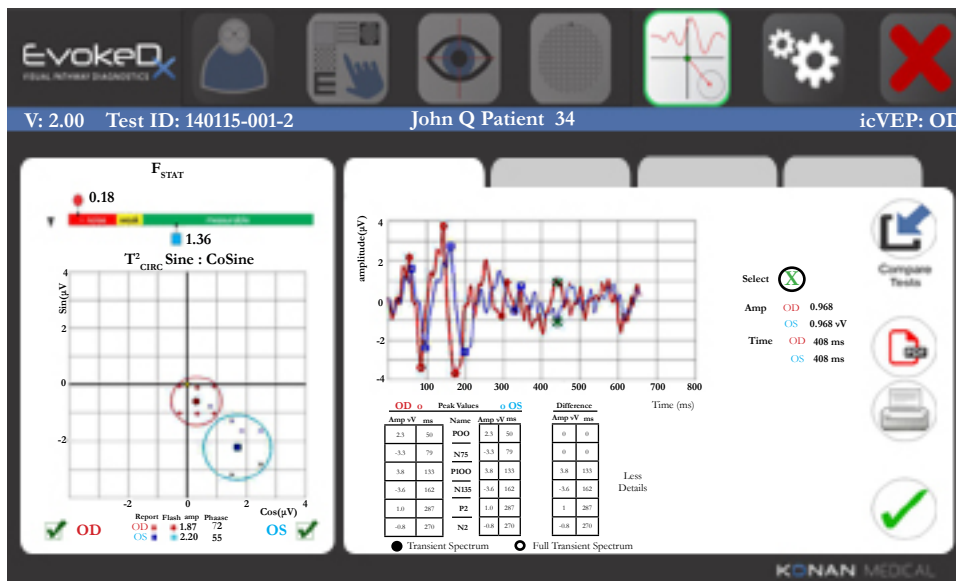 EvokeDx
VISUAL PATHWAY DIAGNOSTICS
V: 2.00 Test ID: 140115-001-2 John Q Patient 34 icVEP: OD
FSTAT
0.18
1.36
T²CIRC Sine : CoSine
Sin(μV
4
2
0
-2
-2 0 2 4
Cos(μV)
Report Flash amp Phaase
OD 1.87 72
OS 2.20 55
OD
OS
amplitude(μV)
4
2
0
-2
-4
100 200 300 400 500 600 700 800
Time (ms)
OD o Peak Values o OS Difference
Amp vV ms Name Amp vV ms Amp vV ms
2.3 50 POO 2.3 50 0 0
-3.3 79 N75 -3.3 79 0 0
3.8 133 P1OO 3.8 133 3.8 133
-3.6 162 N135 -3.6 162 -3.6 162
1.0 287 P2 1.0 287 1 287
-0.8 270 N2 -0.8 270 -0.8 270
Transient Spectrum Full Transient Spectrum
Less
Details
Select X
Amp OD 0.968
OS 0.968 vV
Time OD 408 ms
OS 408 ms
Compare
Tests
PDF
KONAN MEDICAL